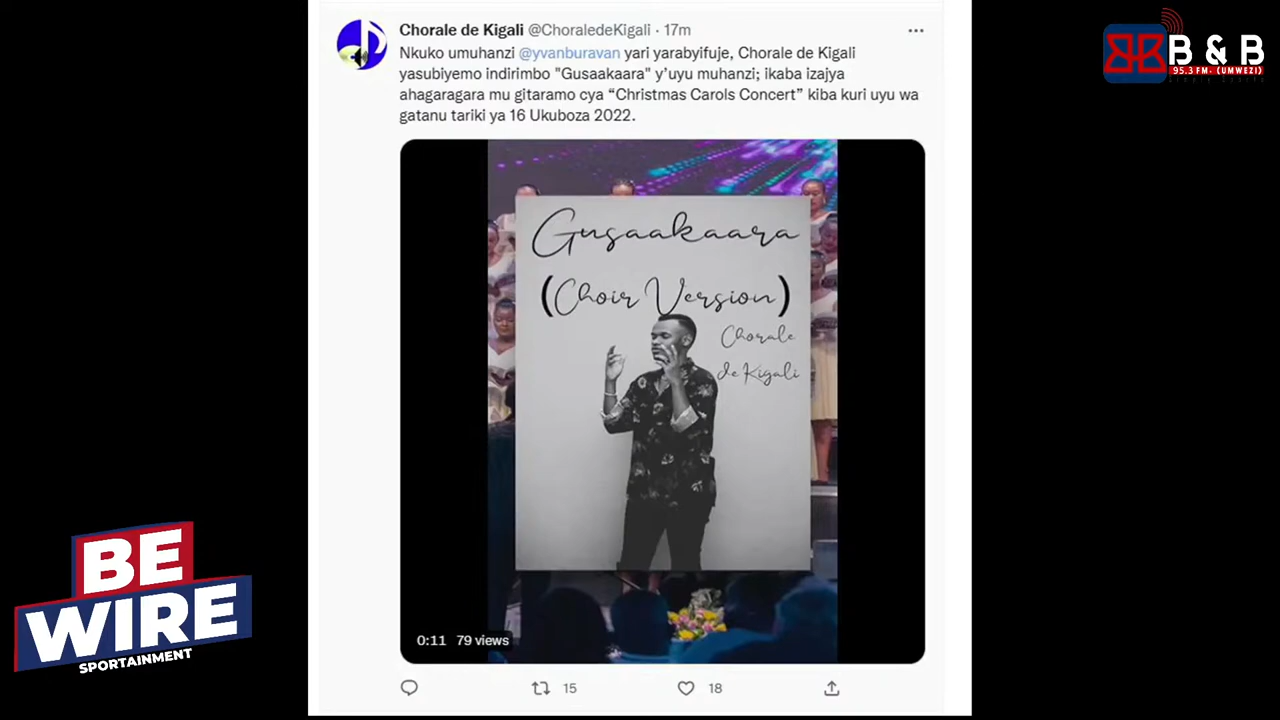 Chorale de Kigali @ChoraledeKigali · 17m
Nkuko umuhanzi @yvanburavan yari yarabyifuje, Chorale de Kigali
yasubiyemo indirimbo "Gusaakaara" y’uyu muhanzi; ikaba izajya
ahagaragara mu gitaramo cya “Christmas Carols Concert” kiba kuri uyu wa
gatanu tariki ya 16 Ukuboza 2022.
Gusaakaara
(Choir Version)
Chorale
de Kigali
0:11 79 views
15 18
B & B
95.3 FM- (UMWEZI)
BE
WIRE
SPORTAINMENT